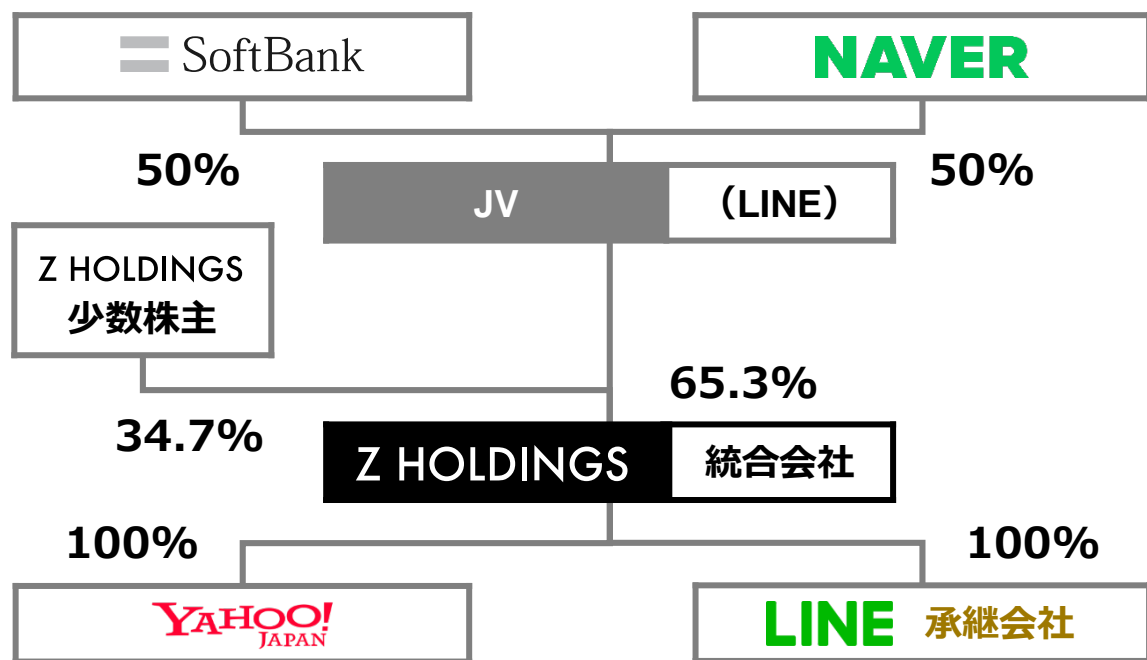 SoftBank
NAVER
50%
50%
JV
（LINE）
Z HOLDINGS
少数株主
65.3%
34.7%
Z HOLDINGS
統合会社
100%
100%
YAHOO!
JAPAN
LINE 承継会社